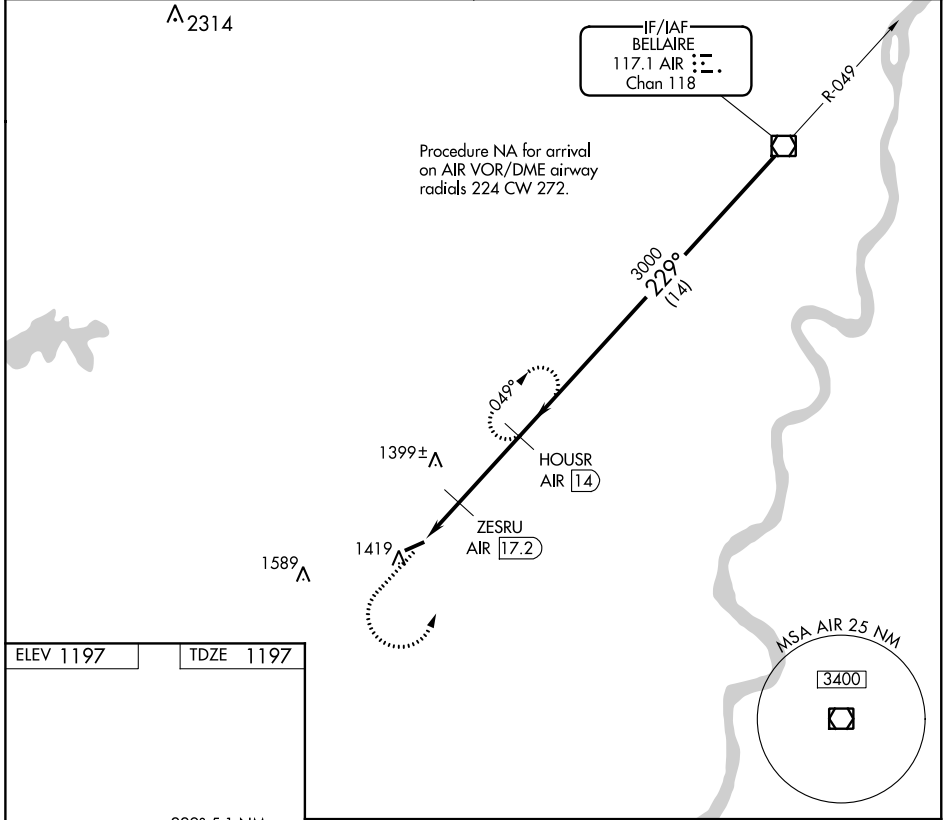 2314
IF/IAF
BELLAIRE
117.1 AIR
Chan 118
R-049
Procedure NA for arrival
on AIR VOR/DME airway
radials 224 CW 272.
3000
229°
(14)
049°
HOUSR
AIR 14
1399±
ZESRU
AIR 17.2
1419
1589
ELEV 1197
TDZE 1197
MSA AIR 25 NM
3400